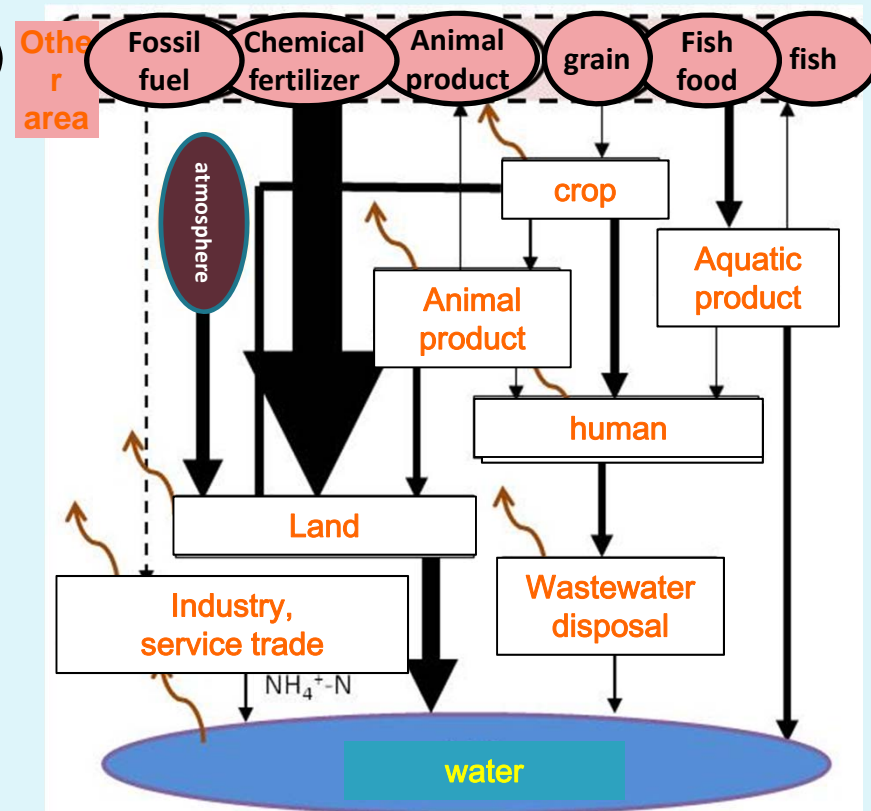 Othe
r
area
Fossil
fuel
Chemical
fertilizer
Animal
product
grain
Fish
food
fish
atmosphere
crop
Animal
product
Aquatic
product
human
Land
Industry,
service trade
Wastewater
disposal
NH₄⁺-N
water